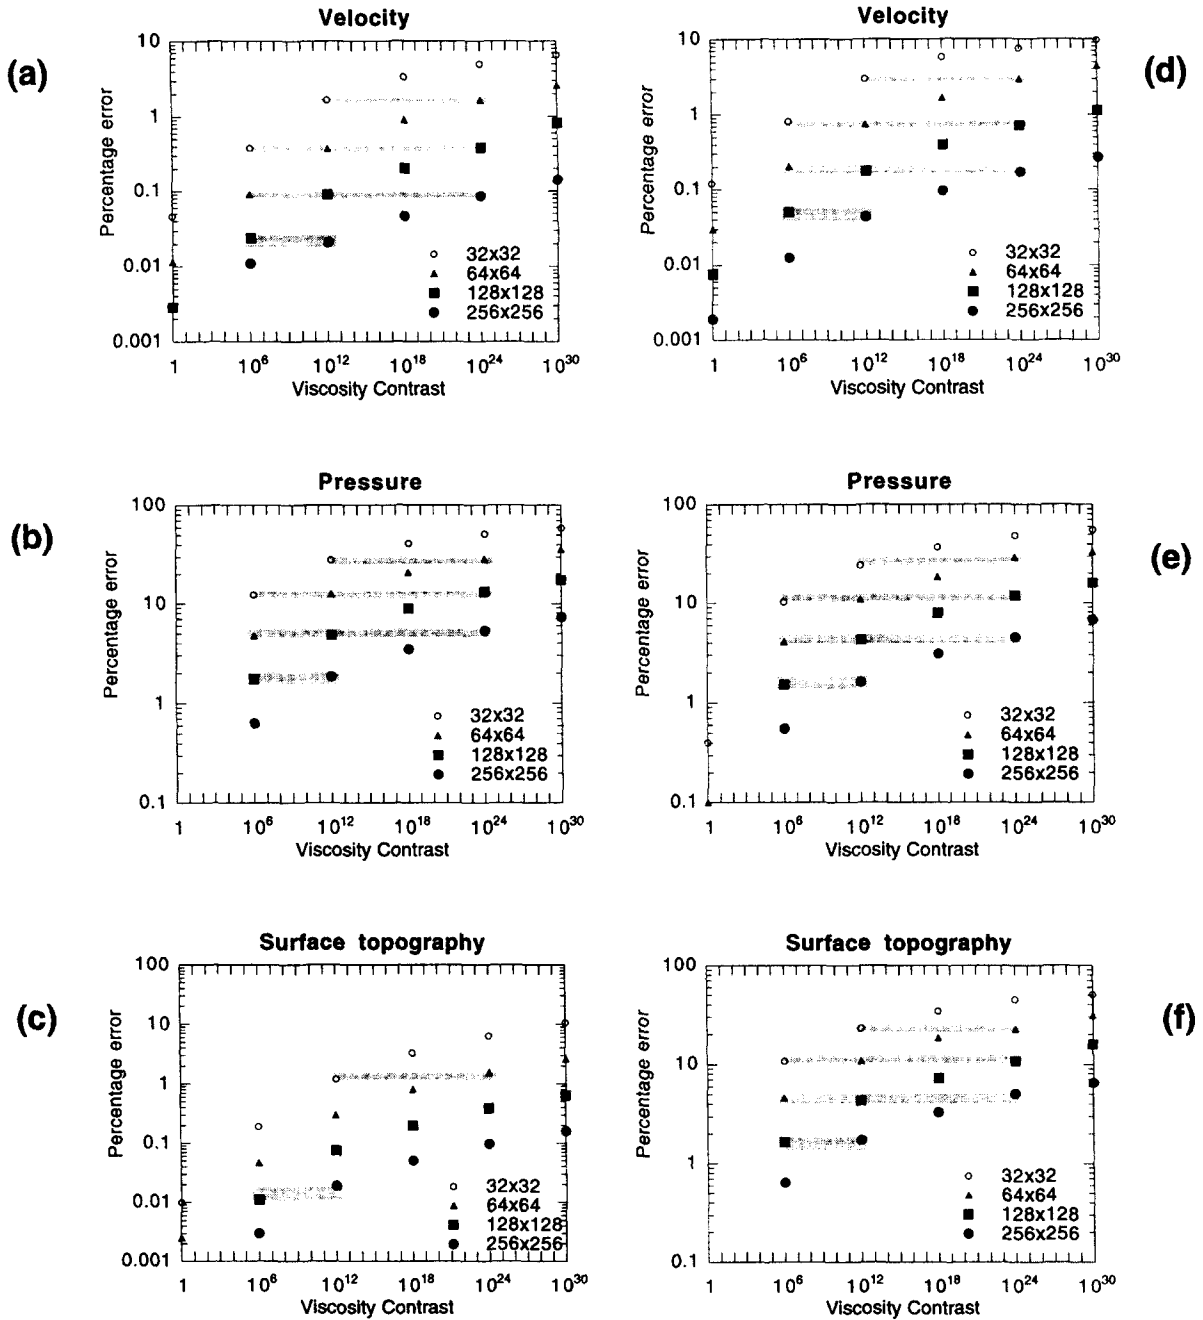 Velocity
(a)
Percentage error
10
1
0.1
0.01
0.001
32x32
64x64
128x128
256x256
1 10^6 10^12 10^18 10^24 10^30
Viscosity Contrast
Velocity
(d)
Percentage error
10
1
0.1
0.01
0.001
32x32
64x64
128x128
256x256
1 10^6 10^12 10^18 10^24 10^30
Viscosity Contrast
Pressure
(b)
Percentage error
100
10
1
0.1
32x32
64x64
128x128
256x256
1 10^6 10^12 10^18 10^24 10^30
Viscosity Contrast
Pressure
(e)
Percentage error
100
10
1
0.1
32x32
64x64
128x128
256x256
1 10^6 10^12 10^18 10^24 10^30
Viscosity Contrast
Surface topography
(c)
Percentage error
100
10
1
0.1
0.01
0.001
32x32
64x64
128x128
256x256
1 10^6 10^12 10^18 10^24 10^30
Viscosity Contrast
Surface topography
(f)
Percentage error
100
10
1
0.1
32x32
64x64
128x128
256x256
1 10^6 10^12 10^18 10^24 10^30
Viscosity Contrast